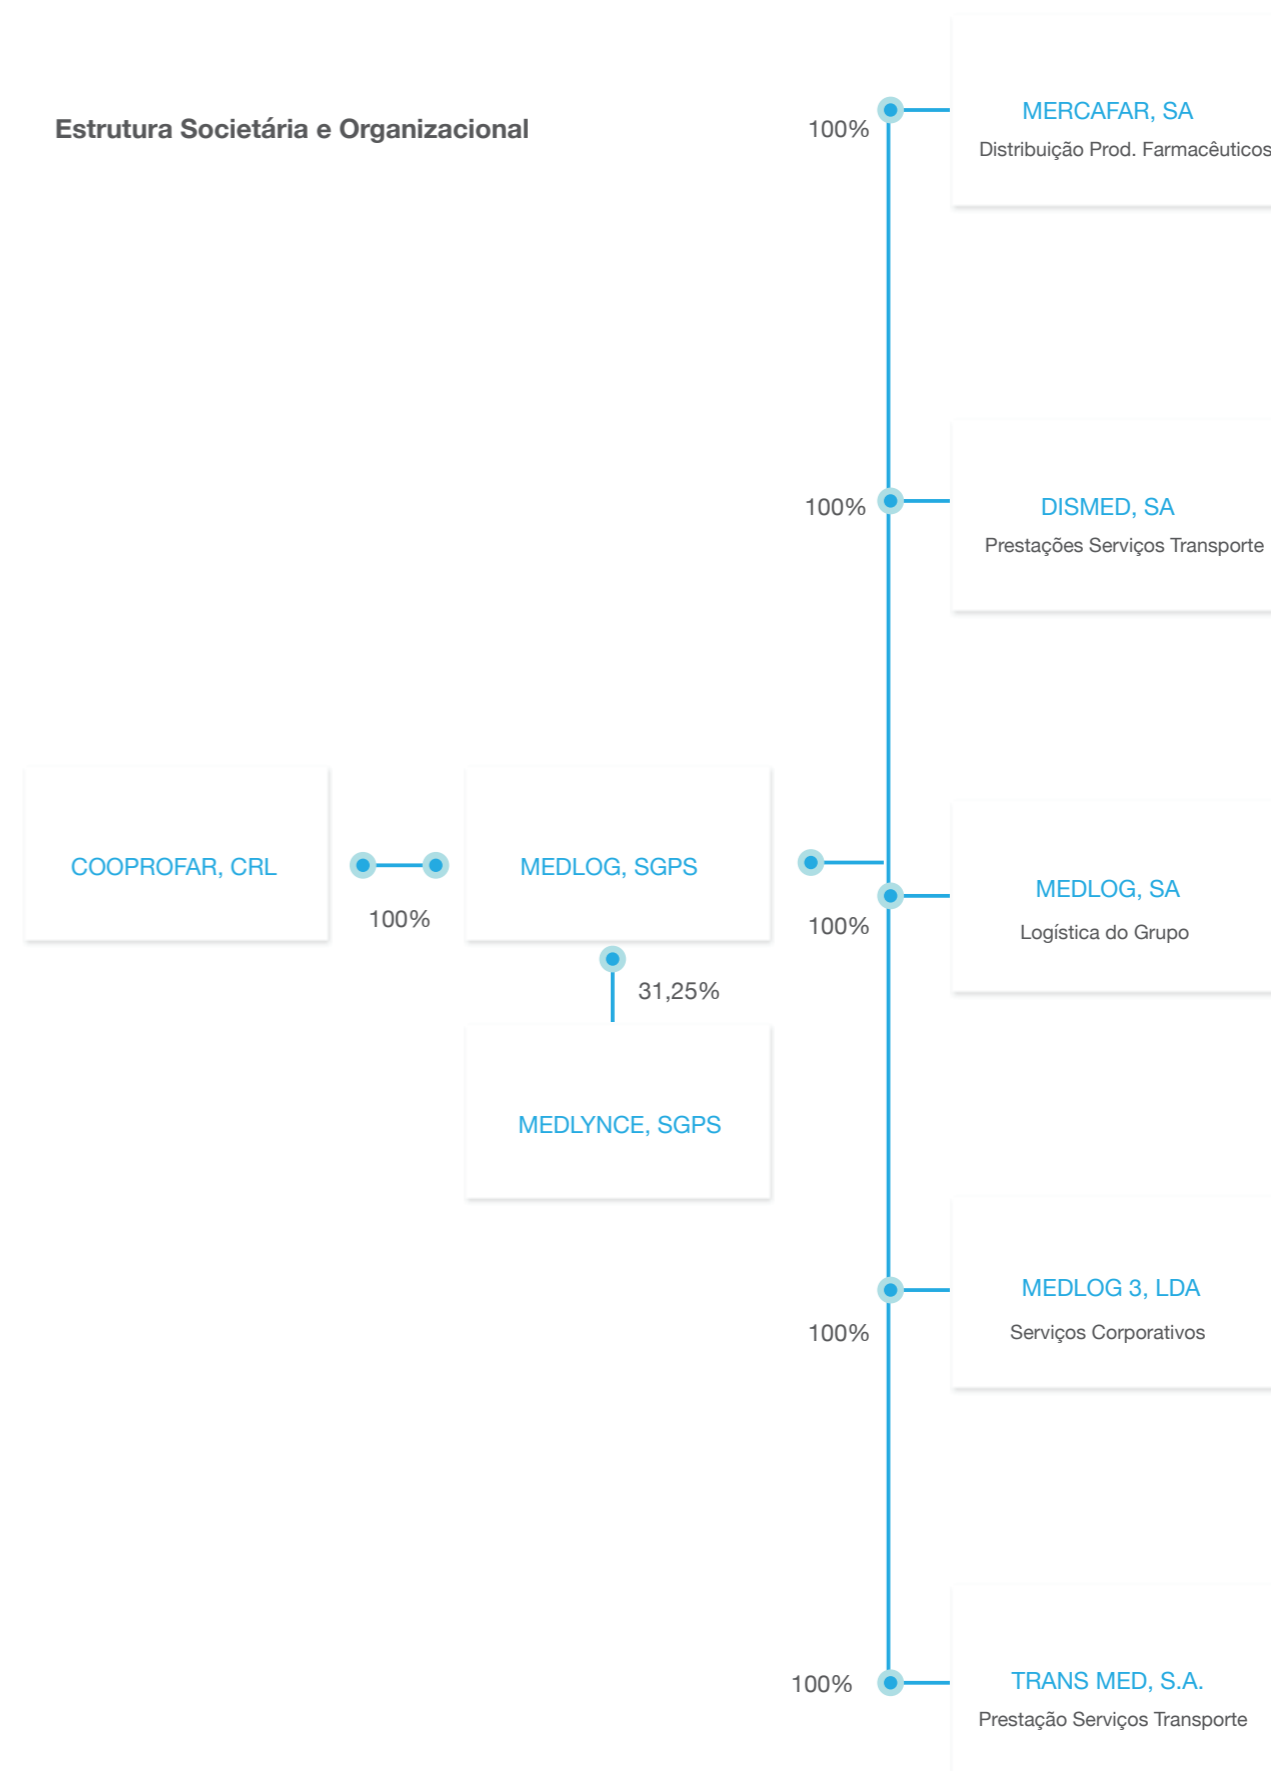 Estrutura Societária e Organizacional
100%
MERCAFAR, SA
Distribuição Prod. Farmacêuticos
100%
DISMED, SA
Prestações Serviços Transporte
COOPROFAR, CRL
100%
MEDLOG, SGPS
31,25%
MEDLYNCE, SGPS
100%
MEDLOG, SA
Logística do Grupo
100%
MEDLOG 3, LDA
Serviços Corporativos
100%
TRANS MED, S.A.
Prestação Serviços Transporte